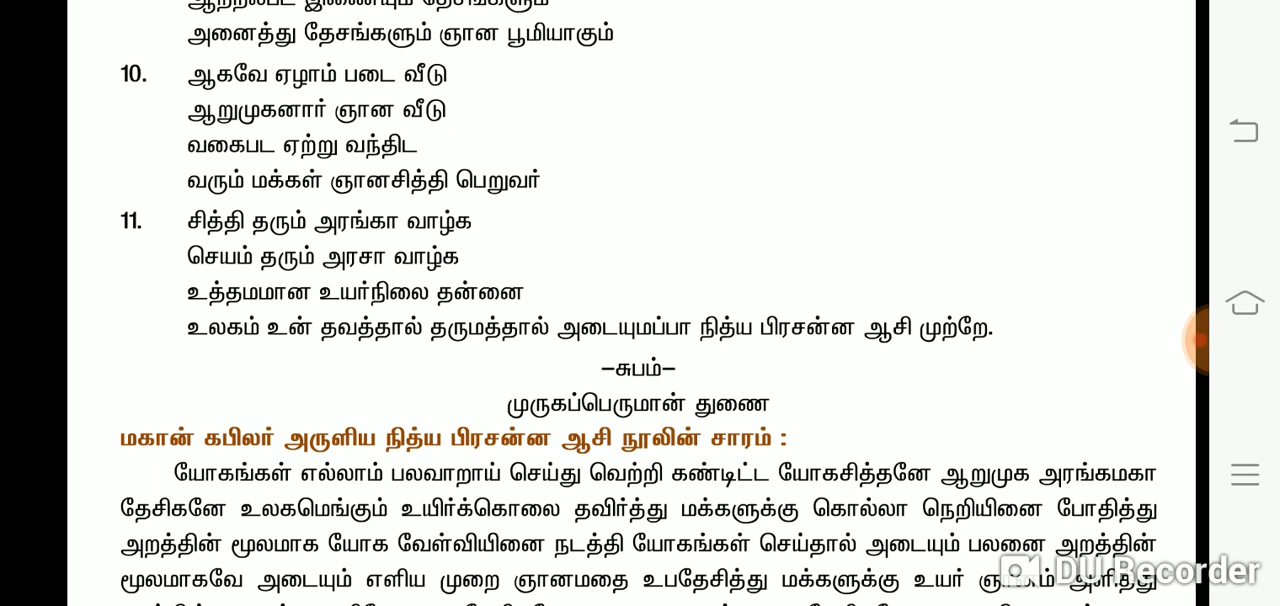 அனைத்து தேசங்களும் ஞான பூமியாகும்
10. ஆகவே ஏழாம் படை வீடு
ஆறுமுகனார் ஞான வீடு
வகைபட ஏற்று வந்திட
வரும் மக்கள் ஞானசித்தி பெறுவர்
11. சித்தி தரும் அரங்கா வாழ்க
செயம் தரும் அரசா வாழ்க
உத்தமமான உயர்நிலை தன்னை
உலகம் உன் தவத்தால் தருமத்தால் அடையுமப்பா நித்ய பிரசன்ன ஆசி முற்றே.
–சுபம்–
முருகப்பெருமான் துணை
மகான் கபிலர் அருளிய நித்ய பிரசன்ன ஆசி நூலின் சாரம் :
யோகங்கள் எல்லாம் பலவாறாய் செய்து வெற்றி கண்டிட்ட யோகசித்தனே ஆறுமுக அரங்கமகா
தேசிகனே உலகமெங்கும் உயிர்க்கொலை தவிர்த்து மக்களுக்கு கொல்லா நெறியினை போதித்து
அறத்தின் மூலமாக யோக வேள்வியினை நடத்தி யோகங்கள் செய்தால் அடையும் பலனை அறத்தின்
மூலமாகவே அடையும் எளிய முறை ஞானமதை உபதேசித்து மக்களுக்கு உயர் ஞானம் அளித்து
DU Recorder